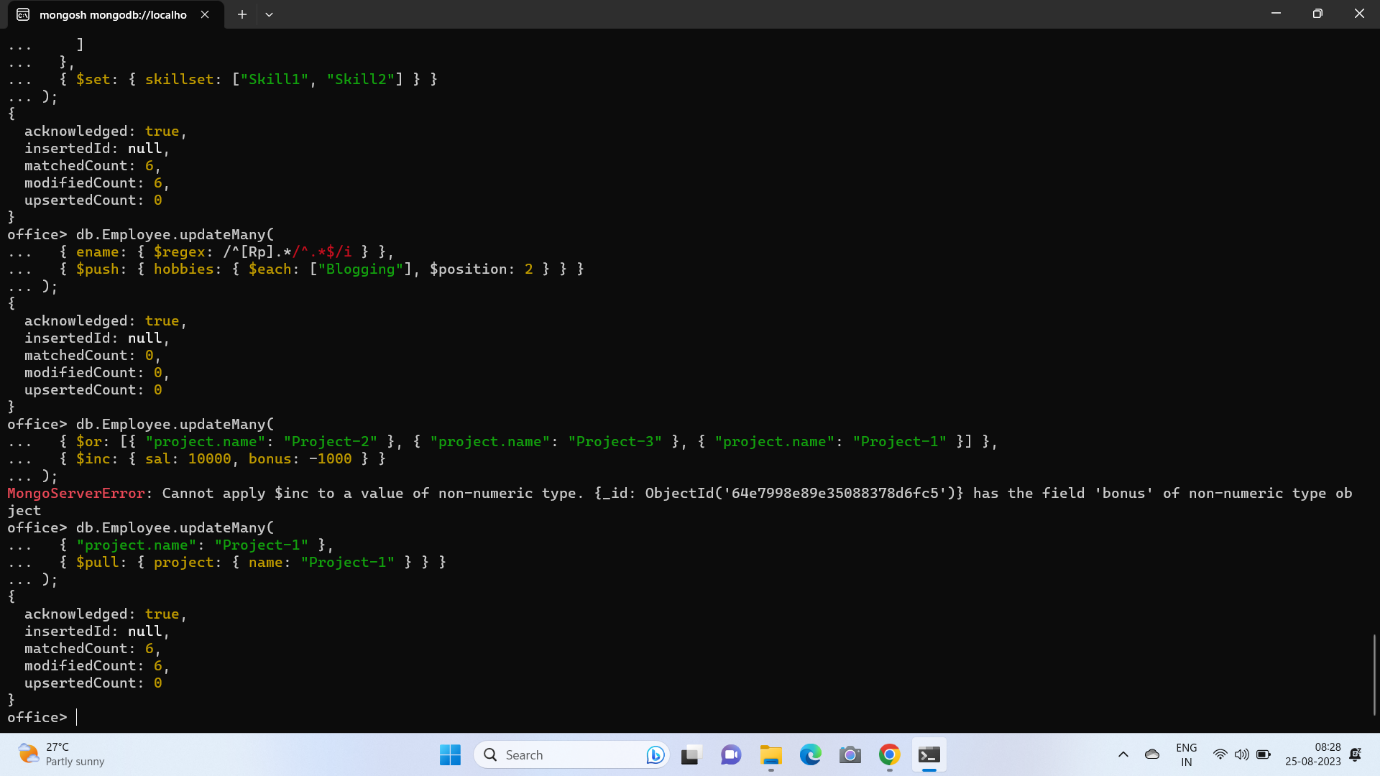 mongosh mongodb://localho
...     ]
...   },
...   { $set: { skillset: ["Skill1", "Skill2"] } }
... );
{
  acknowledged: true,
  insertedId: null,
  matchedCount: 6,
  modifiedCount: 6,
  upsertedCount: 0
}
office> db.Employee.updateMany(
...   { ename: { $regex: /^[Rp].*/^.*$/i } },
...   { $push: { hobbies: { $each: ["Blogging"], $position: 2 } } }
... );
{
  acknowledged: true,
  insertedId: null,
  matchedCount: 0,
  modifiedCount: 0,
  upsertedCount: 0
}
office> db.Employee.updateMany(
...   { $or: [{ "project.name": "Project-2" }, { "project.name": "Project-3" }, { "project.name": "Project-1" }] },
...   { $inc: { sal: 10000, bonus: -1000 } }
... );
MongoServerError: Cannot apply $inc to a value of non-numeric type. {_id: ObjectId('64e7998e89e35088378d6fc5')} has the field 'bonus' of non-numeric type ob
ject
office> db.Employee.updateMany(
...   { "project.name": "Project-1" },
...   { $pull: { project: { name: "Project-1" } } }
... );
{
  acknowledged: true,
  insertedId: null,
  matchedCount: 6,
  modifiedCount: 6,
  upsertedCount: 0
}
office>
27°C
Partly sunny
Search
ENG
IN
08:28
25-08-2023